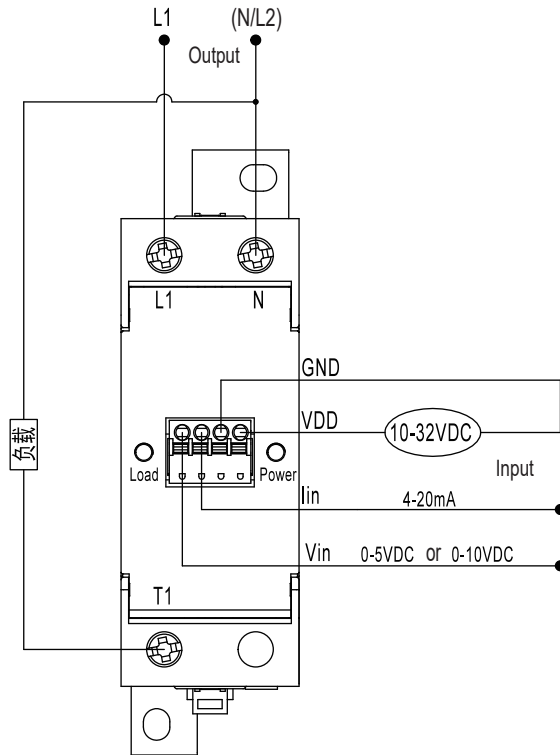 L1 (N/L2)
Output
L1 N
GND
VDD
10-32VDC
负载
Load Power
Input
Iin 4-20mA
Vin 0-5VDC or 0-10VDC
T1